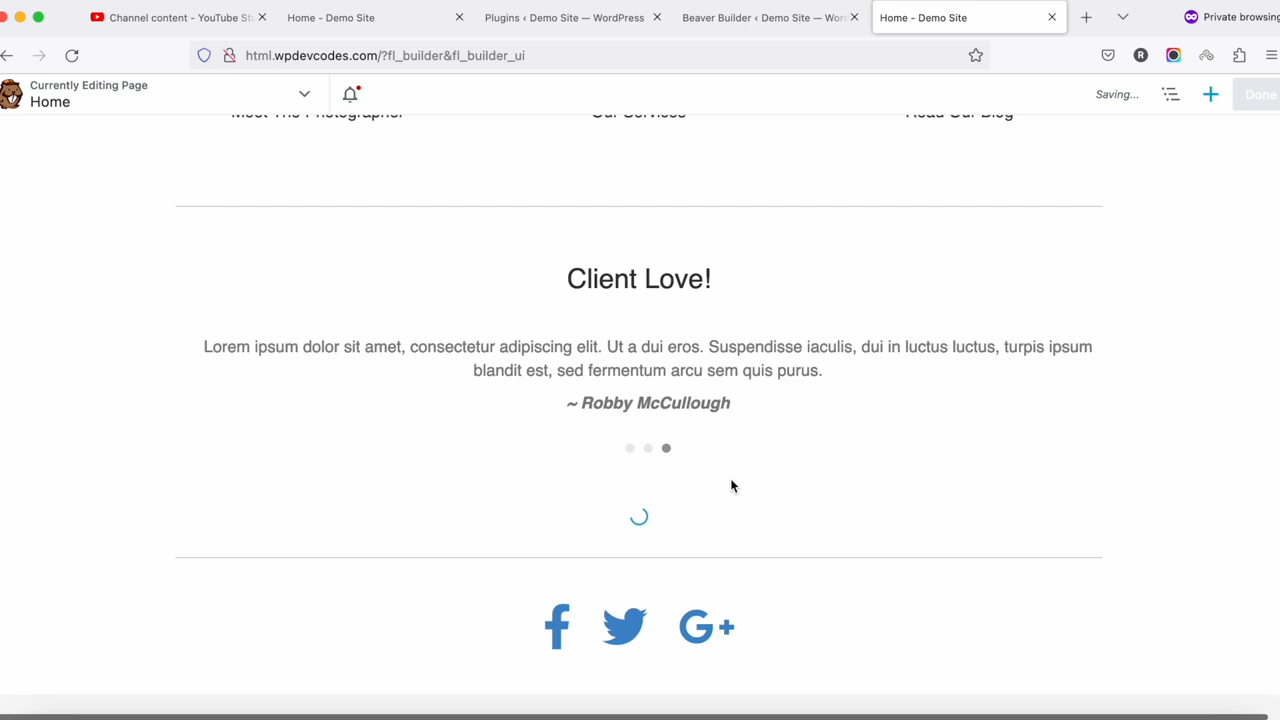 Channel content - YouTube St
Home - Demo Site
Plugins ‹ Demo Site — WordPress
Beaver Builder ‹ Demo Site — Wor
Home - Demo Site
Private browsing
html.wpdevcodes.com/?fl_builder&fl_builder_ui
R
Currently Editing Page
Home
Saving...
Done
Meet The Photographer
Our Services
Read Our Blog
Client Love!
Lorem ipsum dolor sit amet, consectetur adipiscing elit. Ut a dui eros. Suspendisse iaculis, dui in luctus luctus, turpis ipsum
blandit est, sed fermentum arcu sem quis purus.
~ Robby McCullough